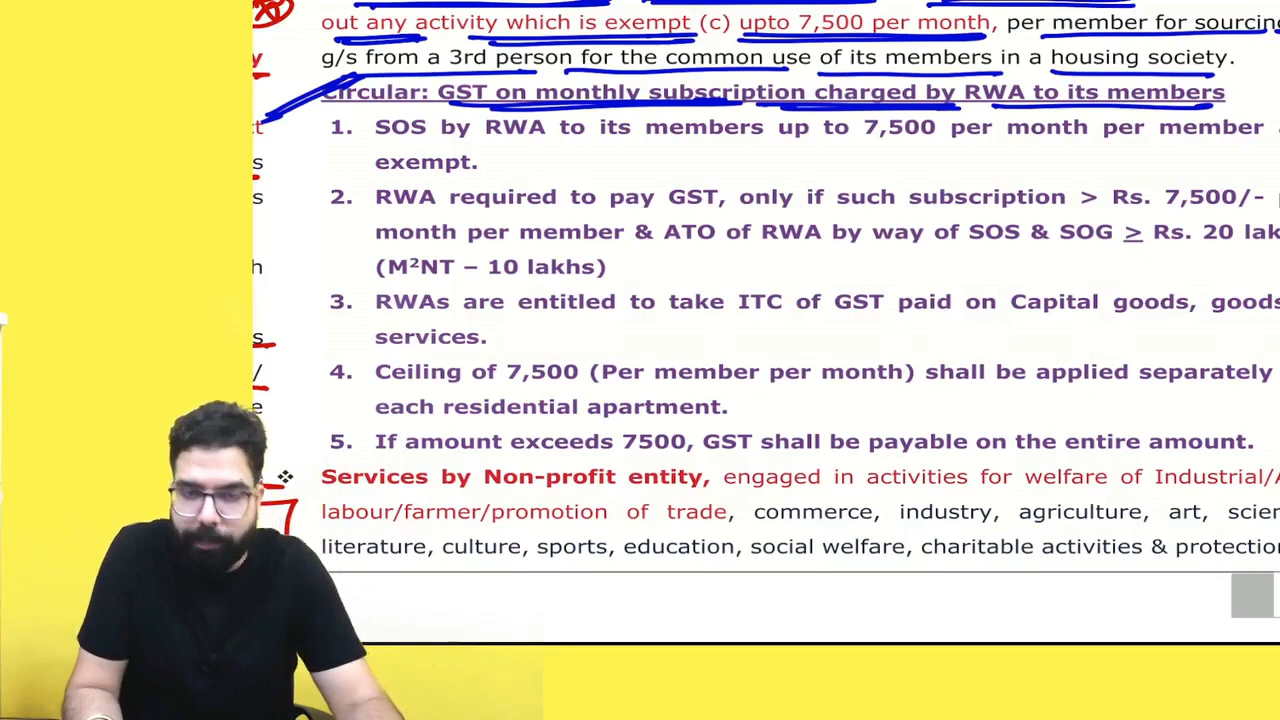 out any activity which is exempt (c) upto 7,500 per month, per member for sourcing
g/s from a 3rd person for the common use of its members in a housing society.
Circular: GST on monthly subscription charged by RWA to its members
1. SOS by RWA to its members up to 7,500 per month per member
exempt.
2. RWA required to pay GST, only if such subscription > Rs. 7,500/-
month per member & ATO of RWA by way of SOS & SOG ≥ Rs. 20
(M²NT – 10 lakhs)
3. RWAs are entitled to take ITC of GST paid on Capital goods, goods
services.
4. Ceiling of 7,500 (Per member per month) shall be applied separately
each residential apartment.
5. If amount exceeds 7500, GST shall be payable on the entire amount.
❖ Services by Non-profit entity, engaged in activities for welfare of Industrial/
labour/farmer/promotion of trade, commerce, industry, agriculture, art,
literature, culture, sports, education, social welfare, charitable activities & protection